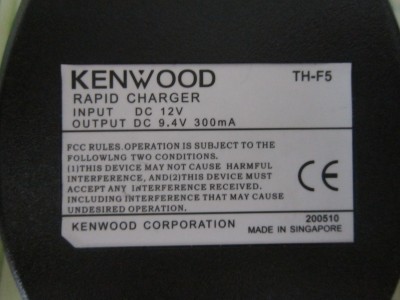 KENWOOD TH-F5
RAPID CHARGER
INPUT DC 12V
OUTPUT DC 9.4V 300mA
FCC RULES.OPERATION IS SUBJECT TO THE
FOLLOWLNG TWO CONDITIONS.
(1)THIS DEVICE MAY NOT CAUSE HARMFUL
INTERFERENCE, AND(2)THIS DEVICE MUST
ACCEPT ANY INTERFERENCE RECEIVED.
INCLUDING INTERFERENCE THAT MAY CAUSE
UNDESIRED OPERATION.
CE
KENWOOD CORPORATION
200510
MADE IN SINGAPORE